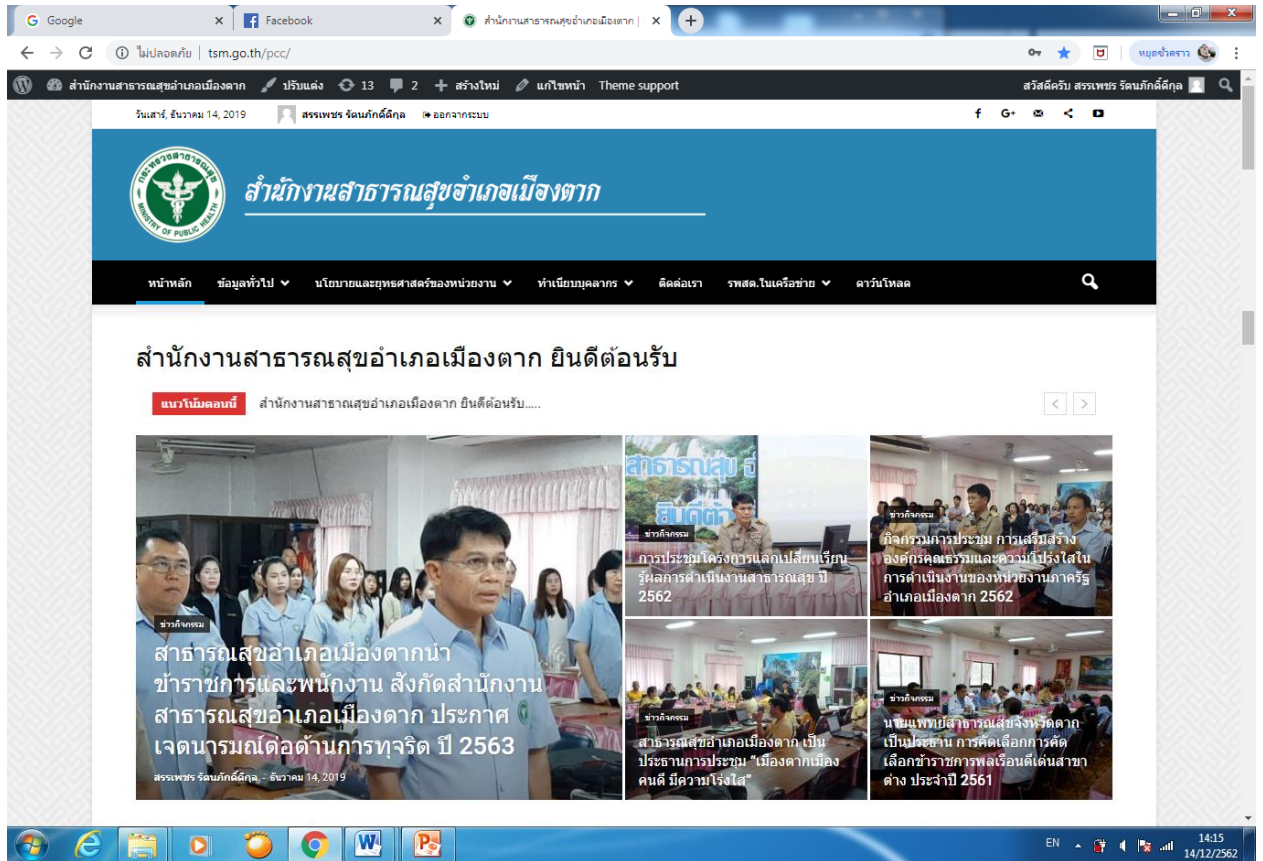 Google
Facebook
สำนักงานสาธารณสุขอำเภอเมืองตาก |
ไม่ปลอดภัย | tsm.go.th/pcc/
หยุดชั่วคราว
สำนักงานสาธารณสุขอำเภอเมืองตาก ปรับแต่ง 13 2 + สร้างใหม่ แก้ไขหน้า Theme support
สวัสดีครับ สรรเพชร รัตนภักดิ์ดีกุล
วันเสาร์, ธันวาคม 14, 2019 สรรเพชร รัตนภักดิ์ดีกุล ออกจากระบบ
กระทรวงสาธารณสุข
MINISTRY OF PUBLIC HEALTH
สำนักงานสาธารณสุขอำเภอเมืองตาก
หน้าหลัก ข้อมูลทั่วไป นโยบายและยุทธศาสตร์ของหน่วยงาน ทำเนียบบุคลากร ติดต่อเรา รพสต.ในเครือข่าย ดาว์นโหลด
สำนักงานสาธารณสุขอำเภอเมืองตาก ยินดีต้อนรับ
แนวโน้มตอนนี้ สำนักงานสาธาณสุขอำเภอเมืองตาก ยินดีต้อนรับ.....
ข่าวกิจกรรม
สาธารณสุขอำเภอเมืองตากนำ
ข้าราชการและพนักงาน สังกัดสำนักงาน
สาธารณสุขอำเภอเมืองตาก ประกาศ
เจตนารมณ์ต่อต้านการทุจริต ปี 2563
สรรเพชร รัตนภักดิ์ดีกุล - ธันวาคม 14, 2019
สาธารณสุข
ยินดีต้
ข่าวกิจกรรม
การประชุมโครงการแลกเปลี่ยนเรียน
รู้ผลการดำเนินงานสาธารณสุข ปี
2562
ข่าวกิจกรรม
กิจกรรมการประชุม การเสริมสร้าง
องค์กรคุณธรรมและความโปร่งใสใน
การดำเนินงานของหน่วยงานภาครัฐ
อำเภอเมืองตาก 2562
ข่าวกิจกรรม
สาธารณสุขอำเภอเมืองตาก เป็น
ประธานการประชุม "เมืองตากเมือง
คนดี มีความโร่งใส"
ข่าวกิจกรรม
นายแพทย์สาธารณสุขจังหวัดตาก
เป็นประธาน การคัดเลือกการคัด
เลือกข้าราชการพลเรือนดีเด่นสาขา
ต่าง ประจำปี 2561
EN 14:15
14/12/2562